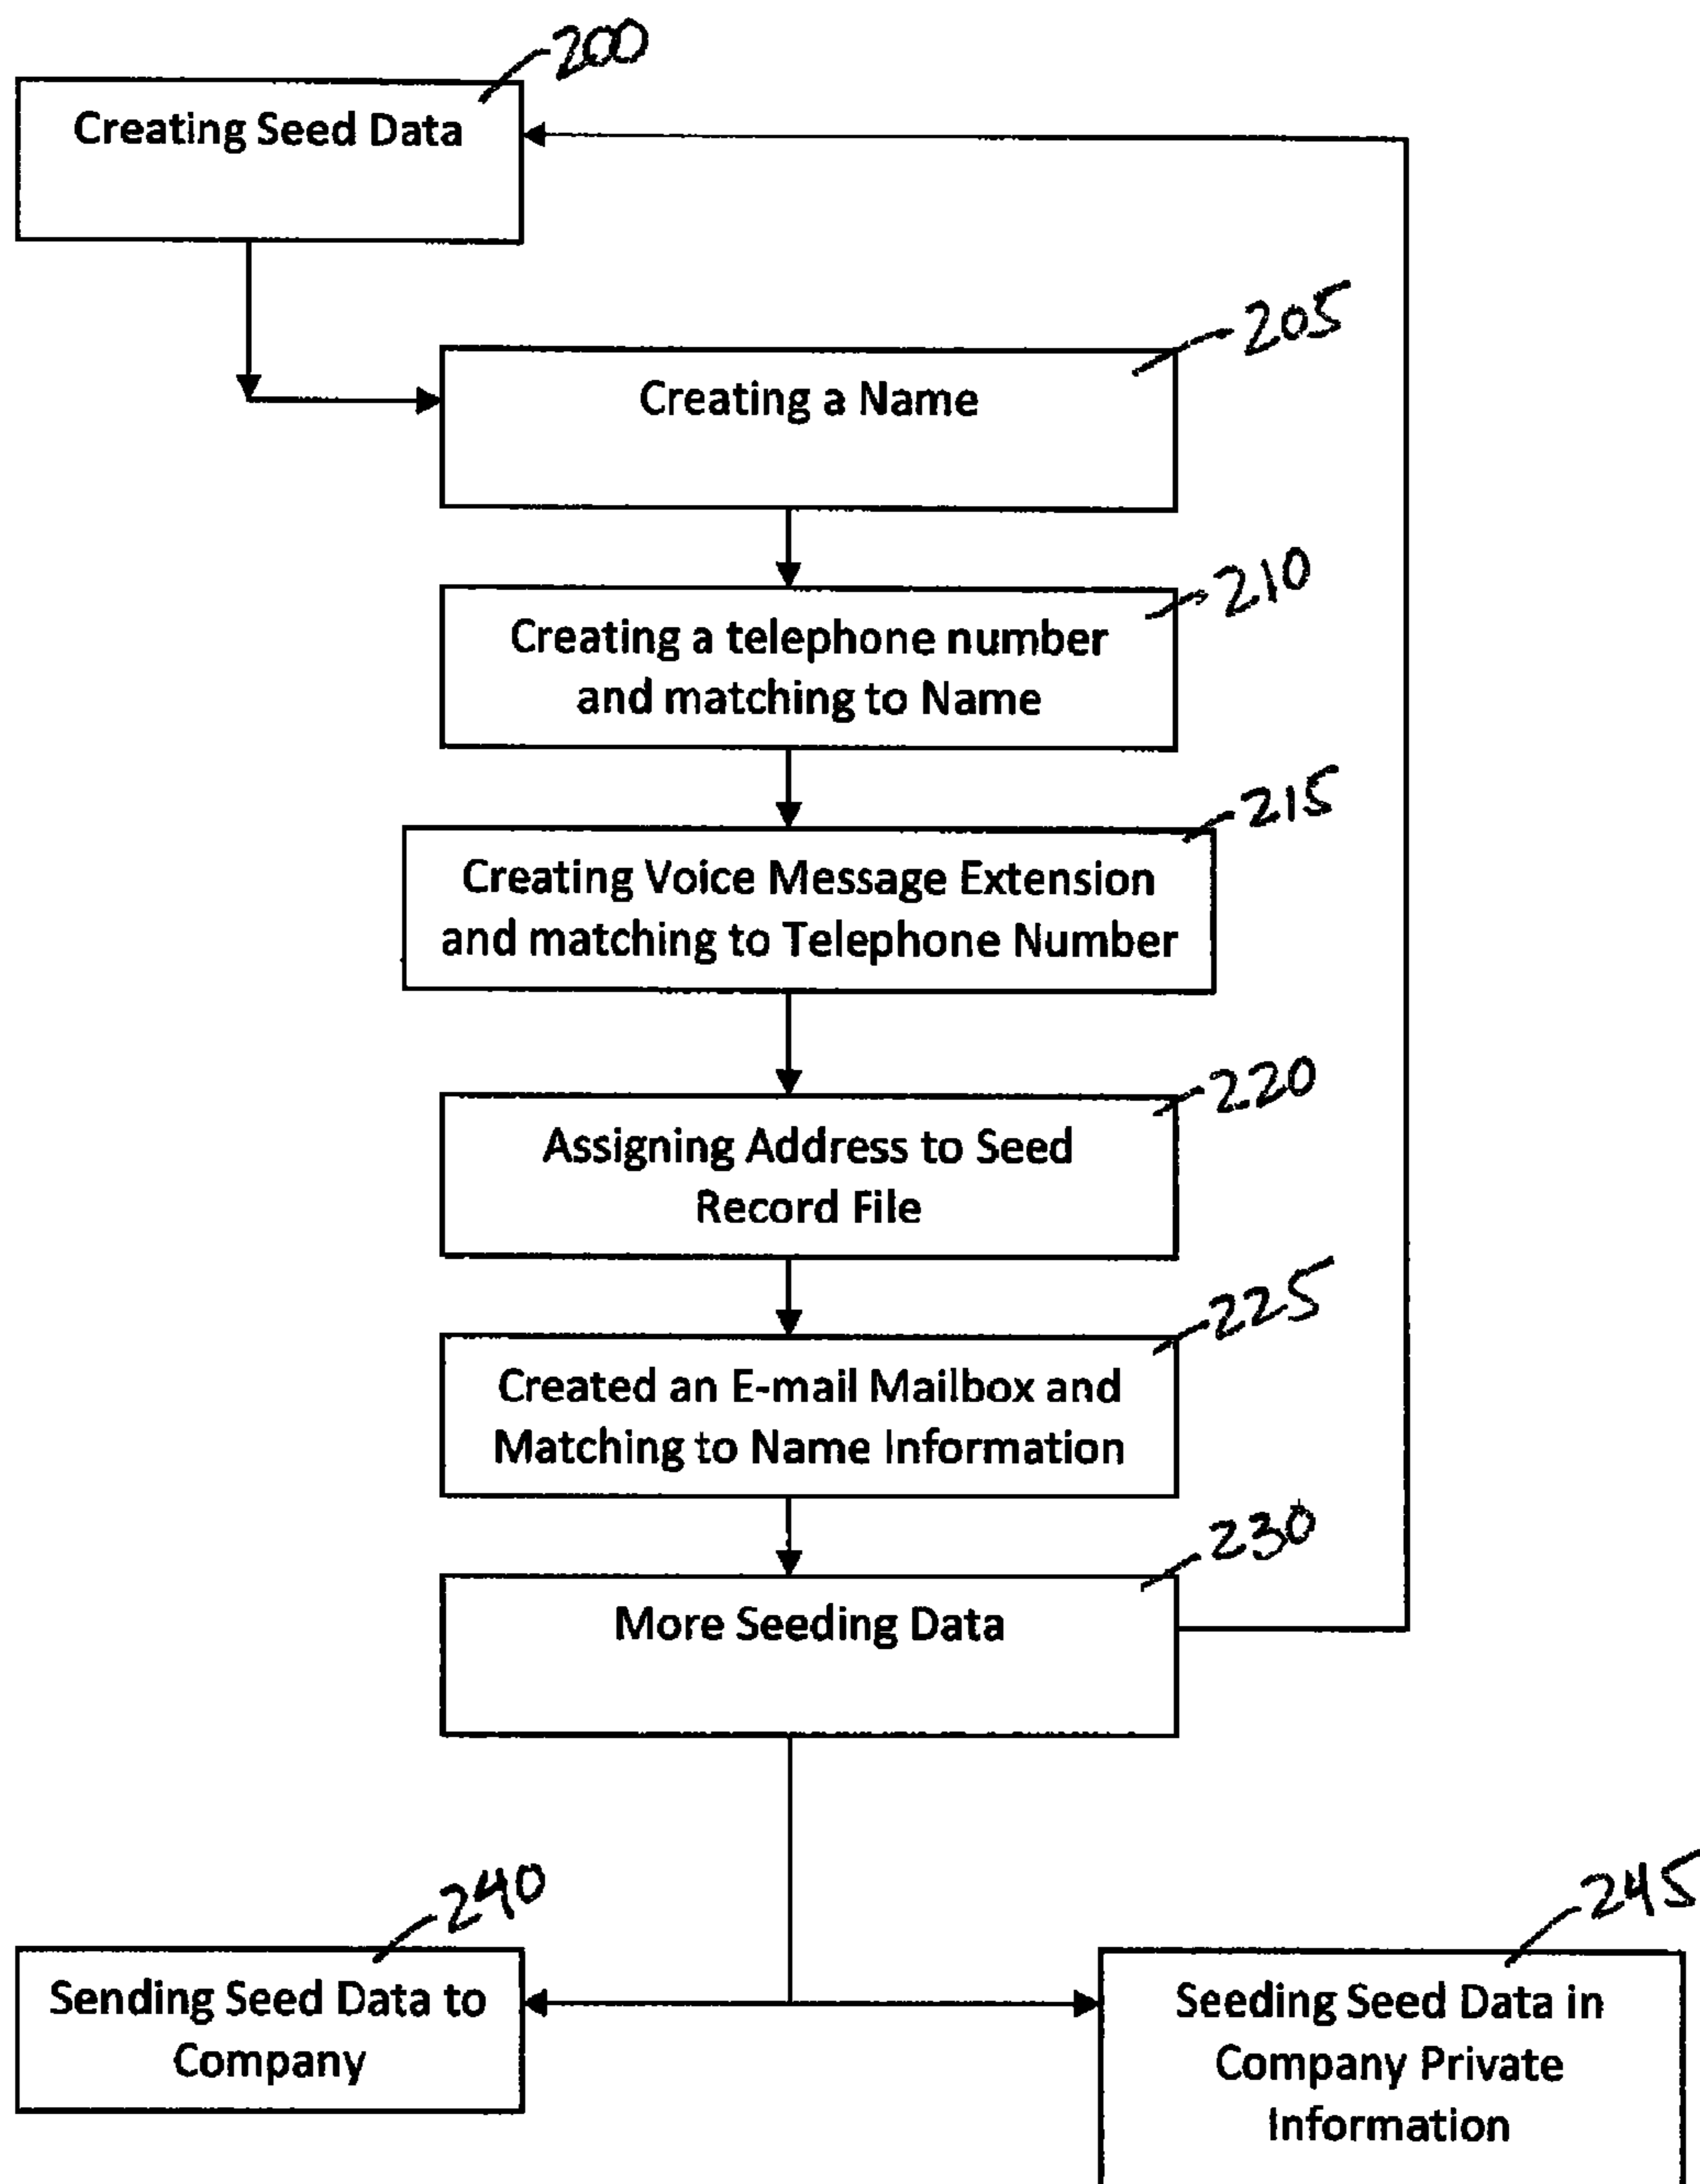 200
Creating Seed Data
205
Creating a Name
210
Creating a telephone number
and matching to Name
215
Creating Voice Message Extension
and matching to Telephone Number
220
Assigning Address to Seed
Record File
225
Created an E-mail Mailbox and
Matching to Name Information
230
More Seeding Data
240
Sending Seed Data to
Company
245
Seeding Seed Data in
Company Private
Information